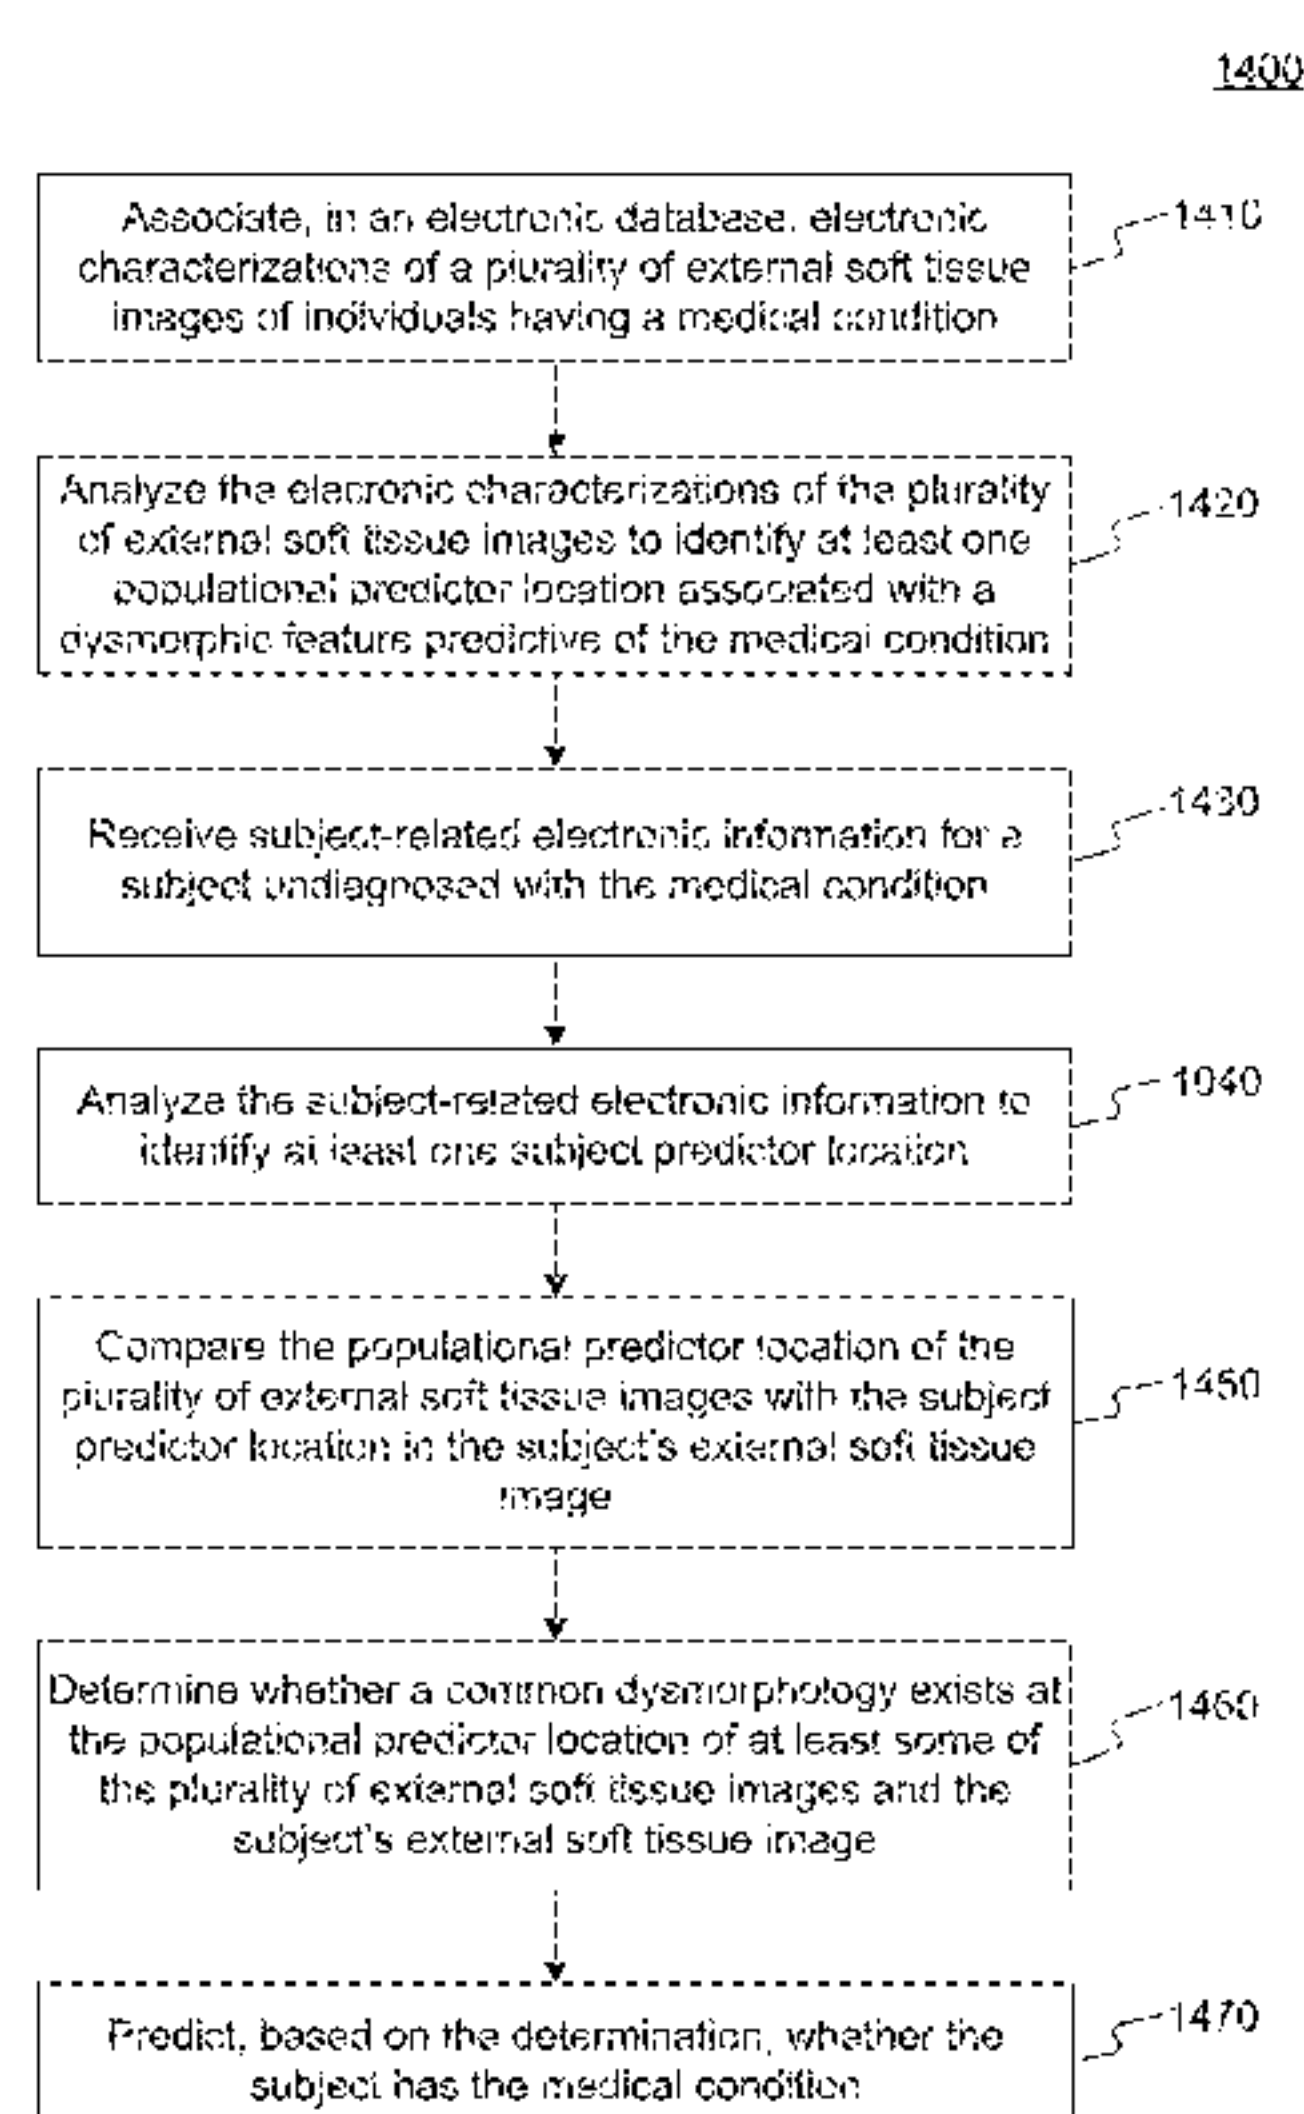 1400
Associate, in an electronic database, electronic
characterizations of a plurality of external soft tissue
images of individuals having a medical condition
1410
Analyze the elecronic characterizations of the plurality
of external soft tissue images to identify at least one
populational predictor location associated with a
dysmorphic feature predictive of the medical condition
1420
Receive subject-related electronic information for a
subject undiagnosed with the medical condition
1430
Analyze the subject-related electronic information to
identify at least one subject predictor location
1040
Compare the populational predictor location of the
plurality of external soft tissue images with the subject
predictor location in the subject's external soft tissue
image
1450
Determine whether a common dysmorphology exists at
the populational predictor location of at least some of
the plurality of external soft tissue images and the
subject's external soft tissue image
1460
Predict, based on the determination, whether the
subject has the medical condition
1470